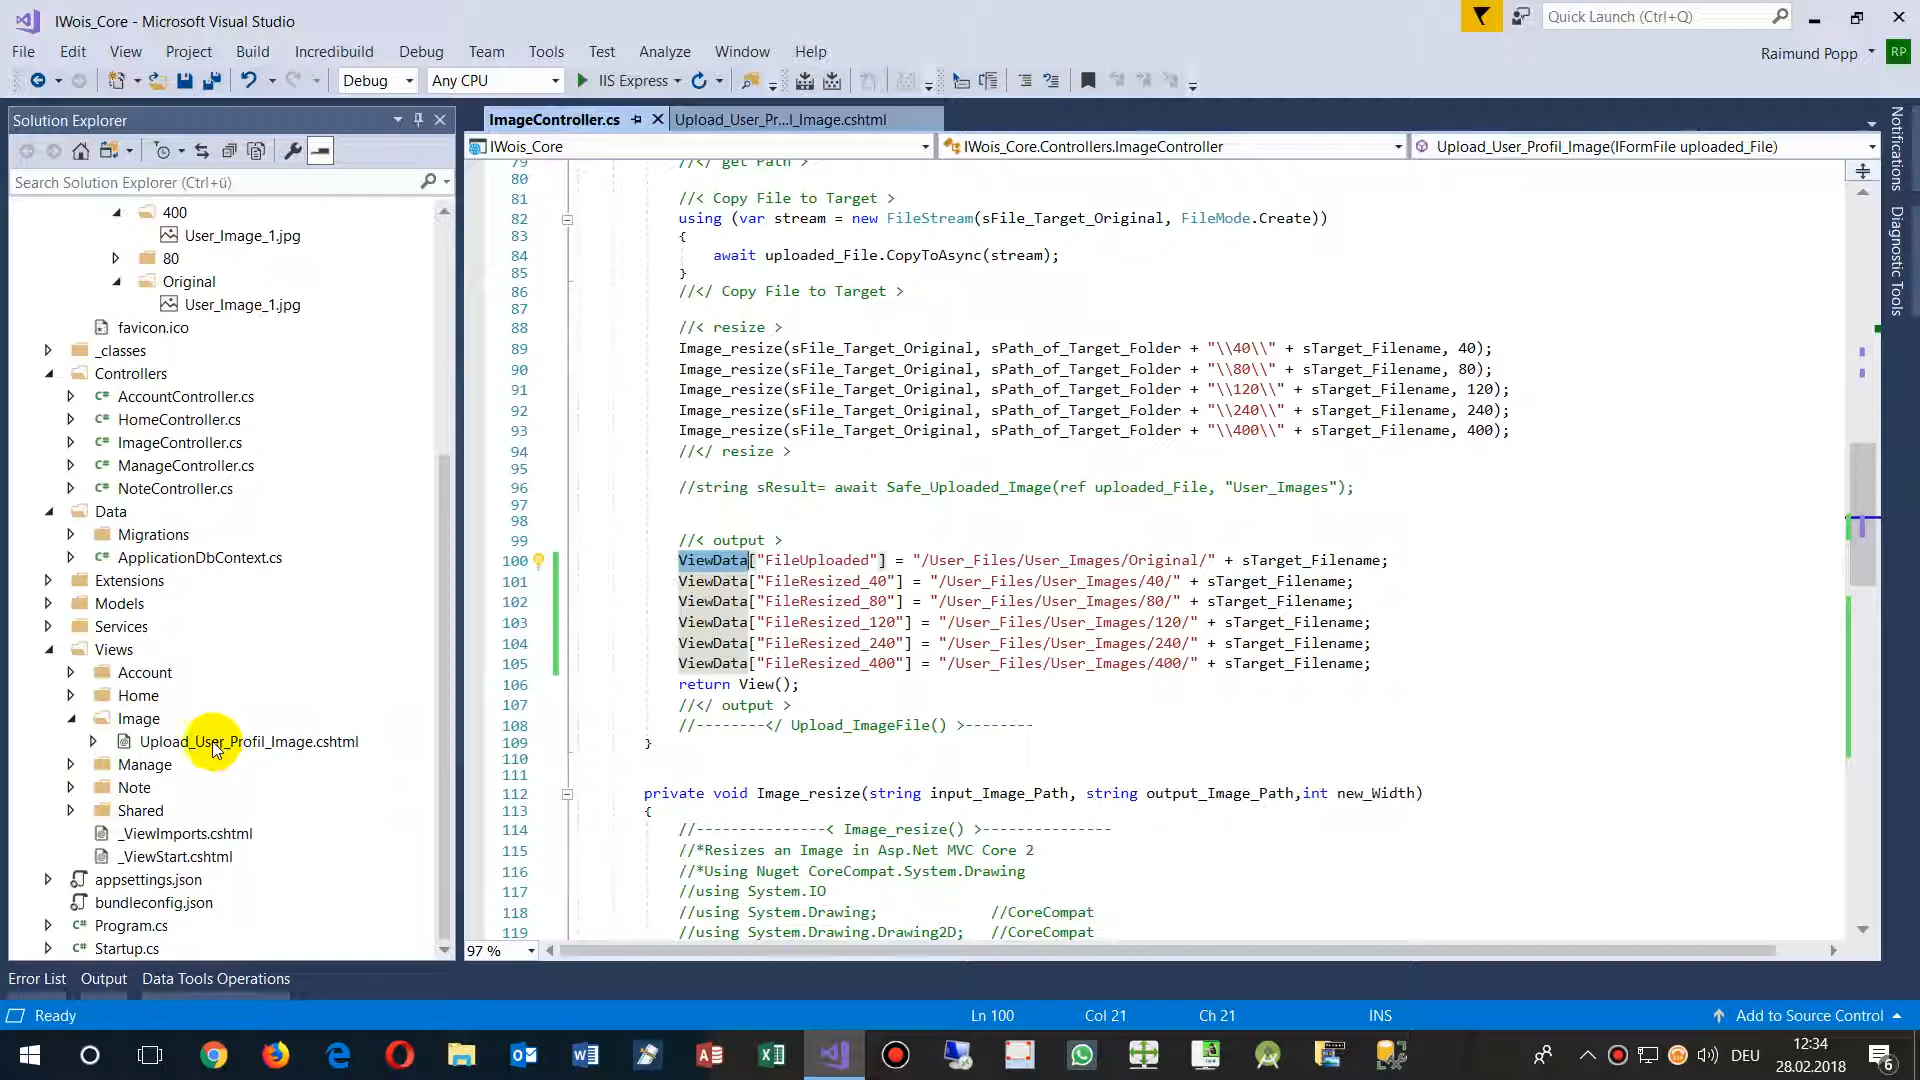 IWois_Core - Microsoft Visual Studio
Quick Launch (Ctrl+Q)
File Edit View Project Build Incredibuild Debug Team Tools Test Analyze Window Help
Raimund Popp RP
Debug Any CPU IIS Express
Solution Explorer
Search Solution Explorer (Ctrl+ü)
400
User_Image_1.jpg
80
Original
User_Image_1.jpg
favicon.ico
_classes
Controllers
C# AccountController.cs
C# HomeController.cs
C# ImageController.cs
C# ManageController.cs
C# NoteController.cs
Data
Migrations
C# ApplicationDbContext.cs
Extensions
Models
Services
Views
Account
Home
Image
Upload_User_Profil_Image.cshtml
Manage
Note
Shared
_ViewImports.cshtml
_ViewStart.cshtml
appsettings.json
bundleconfig.json
C# Program.cs
C# Startup.cs
ImageController.cs Upload_User_Pr...l_Image.cshtml
IWois_Core IWois_Core.Controllers.ImageController Upload_User_Profil_Image(IFormFile uploaded_File)
79 //</ get Path >
80
81 //< Copy File to Target >
82 using (var stream = new FileStream(sFile_Target_Original, FileMode.Create))
83 {
84 await uploaded_File.CopyToAsync(stream);
85 }
86 //</ Copy File to Target >
87
88 //< resize >
89 Image_resize(sFile_Target_Original, sPath_of_Target_Folder + "\\40\\" + sTarget_Filename, 40);
90 Image_resize(sFile_Target_Original, sPath_of_Target_Folder + "\\80\\" + sTarget_Filename, 80);
91 Image_resize(sFile_Target_Original, sPath_of_Target_Folder + "\\120\\" + sTarget_Filename, 120);
92 Image_resize(sFile_Target_Original, sPath_of_Target_Folder + "\\240\\" + sTarget_Filename, 240);
93 Image_resize(sFile_Target_Original, sPath_of_Target_Folder + "\\400\\" + sTarget_Filename, 400);
94 //</ resize >
95
96 //string sResult= await Safe_Uploaded_Image(ref uploaded_File, "User_Images");
97
98
99 //< output >
100 ViewData["FileUploaded"] = "/User_Files/User_Images/Original/" + sTarget_Filename;
101 ViewData["FileResized_40"] = "/User_Files/User_Images/40/" + sTarget_Filename;
102 ViewData["FileResized_80"] = "/User_Files/User_Images/80/" + sTarget_Filename;
103 ViewData["FileResized_120"] = "/User_Files/User_Images/120/" + sTarget_Filename;
104 ViewData["FileResized_240"] = "/User_Files/User_Images/240/" + sTarget_Filename;
105 ViewData["FileResized_400"] = "/User_Files/User_Images/400/" + sTarget_Filename;
106 return View();
107 //</ output >
108 //--------</ Upload_ImageFile() >--------
109 }
110
111
112 private void Image_resize(string input_Image_Path, string output_Image_Path,int new_Width)
113 {
114 //---------------< Image_resize() >---------------
115 //*Resizes an Image in Asp.Net MVC Core 2
116 //*Using Nuget CoreCompat.System.Drawing
117 //using System.IO
118 //using System.Drawing; //CoreCompat
119 //using System.Drawing.Drawing2D; //CoreCompat
97 %
Notifications
Diagnostic Tools
Error List Output Data Tools Operations
Ready Ln 100 Col 21 Ch 21 INS Add to Source Control
DEU 12:34
28.02.2018
6